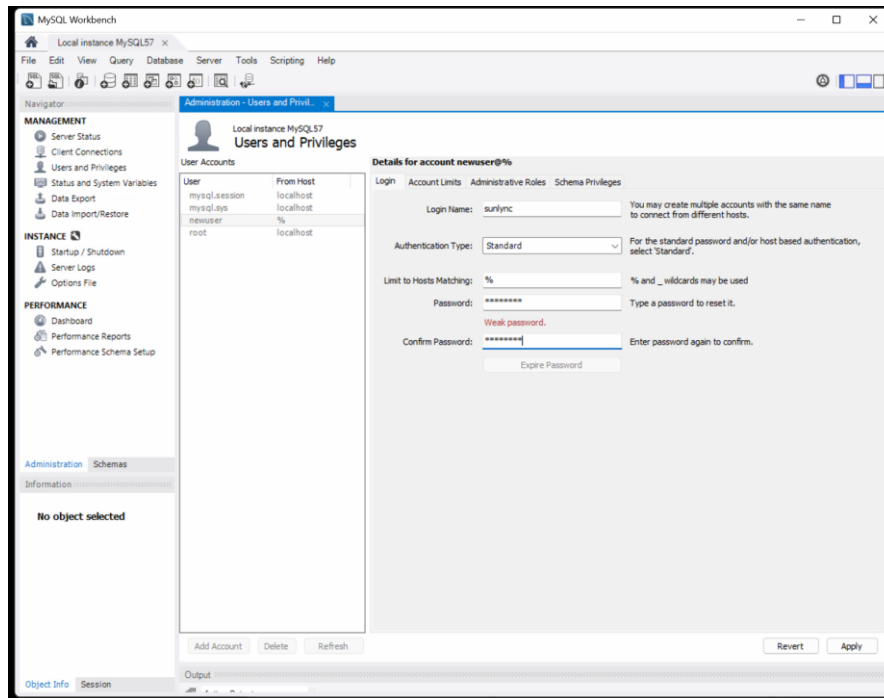 MySQL Workbench
Local instance MySQL57
File Edit View Query Database Server Tools Scripting Help
Navigator
MANAGEMENT
Server Status
Client Connections
Users and Privileges
Status and System Variables
Data Export
Data Import/Restore
INSTANCE
Startup / Shutdown
Server Logs
Options File
PERFORMANCE
Dashboard
Performance Reports
Performance Schema Setup
Administration Schemas
Information
No object selected
Object Info Session
Administration - Users and Privil..
Local instance MySQL57
Users and Privileges
User Accounts
User From Host
mysql.session localhost
mysql.sys localhost
newuser %
root localhost
Add Account Delete Refresh
Details for account newuser@%
Login Account Limits Administrative Roles Schema Privileges
Login Name: sunlync You may create multiple accounts with the same name
to connect from different hosts.
Authentication Type: Standard For the standard password and/or host based authentication,
select 'Standard'.
Limit to Hosts Matching: % % and _ wildcards may be used
Password: ******** Type a password to reset it.
Weak password.
Confirm Password: ******** Enter password again to confirm.
Expire Password
Revert Apply
Output